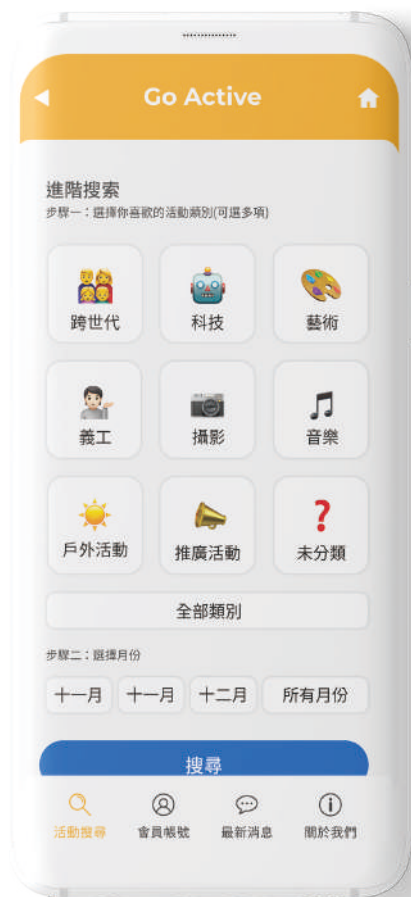 Go Active
進階搜索
步驟一：選擇你喜歡的活動類別(可選多項)
跨世代 科技 藝術
義工 攝影 音樂
戶外活動 推廣活動 未分類
全部類別
步驟二：選擇月份
十一月 十一月 十二月 所有月份
搜尋
活動搜尋 會員帳號 最新消息 關於我們